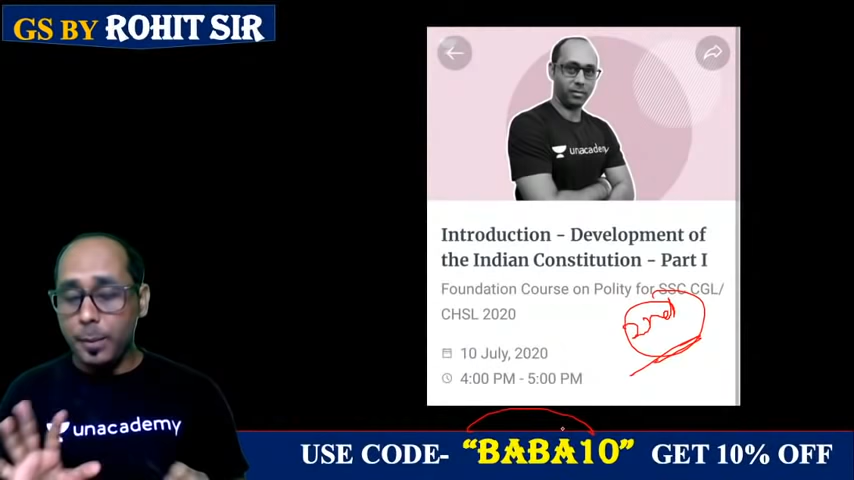 GS BY ROHIT SIR
unacademy
Introduction - Development of
the Indian Constitution - Part I
Foundation Course on Polity for SSC CGL/
CHSL 2020
2nd
10 July, 2020
4:00 PM - 5:00 PM
unacademy
USE CODE- “BABA10” GET 10% OFF